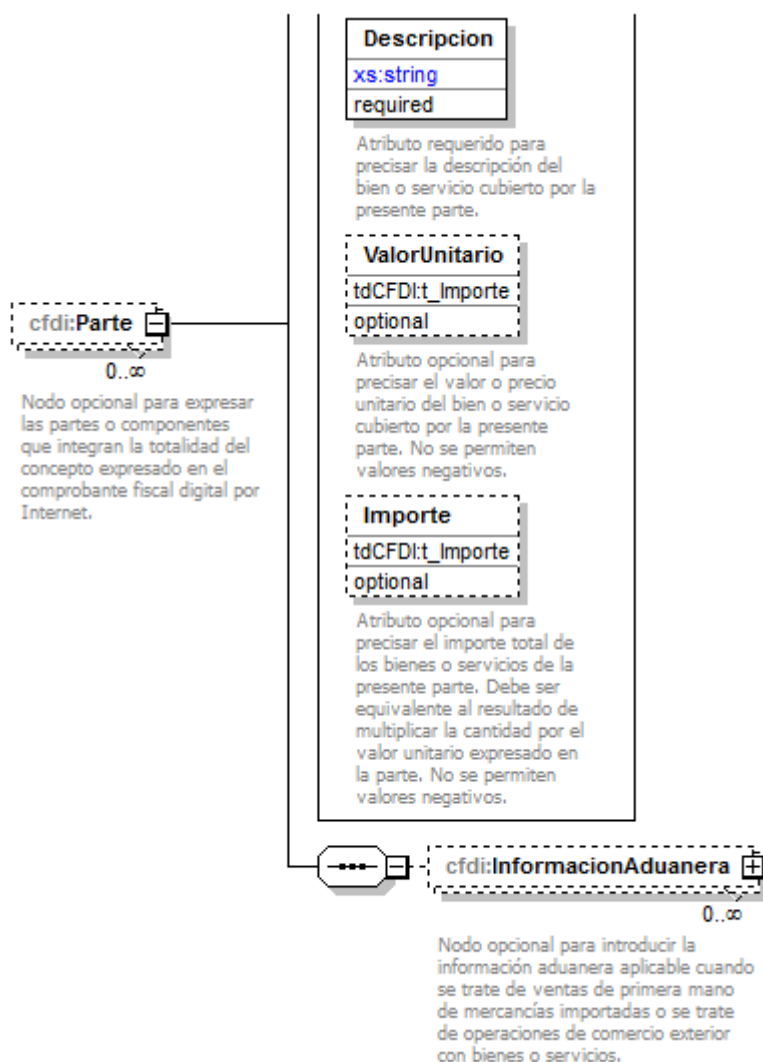 Descripcion
xs:string
required
Atributo requerido para
precisar la descripción del
bien o servicio cubierto por la
presente parte.
ValorUnitario
tdCFDI:t_Importe
optional
Atributo opcional para
precisar el valor o precio
unitario del bien o servicio
cubierto por la presente
parte. No se permiten
valores negativos.
cfdi:Parte
0..∞
Nodo opcional para expresar
las partes o componentes
que integran la totalidad del
concepto expresado en el
comprobante fiscal digital por
Internet.
Importe
tdCFDI:t_Importe
optional
Atributo opcional para
precisar el importe total de
los bienes o servicios de la
presente parte. Debe ser
equivalente al resultado de
multiplicar la cantidad por el
valor unitario expresado en
la parte. No se permiten
valores negativos.
cfdi:InformacionAduanera
0..∞
Nodo opcional para introducir la
información aduanera aplicable cuando
se trate de ventas de primera mano
de mercancías importadas o se trate
de operaciones de comercio exterior
con bienes o servicios.